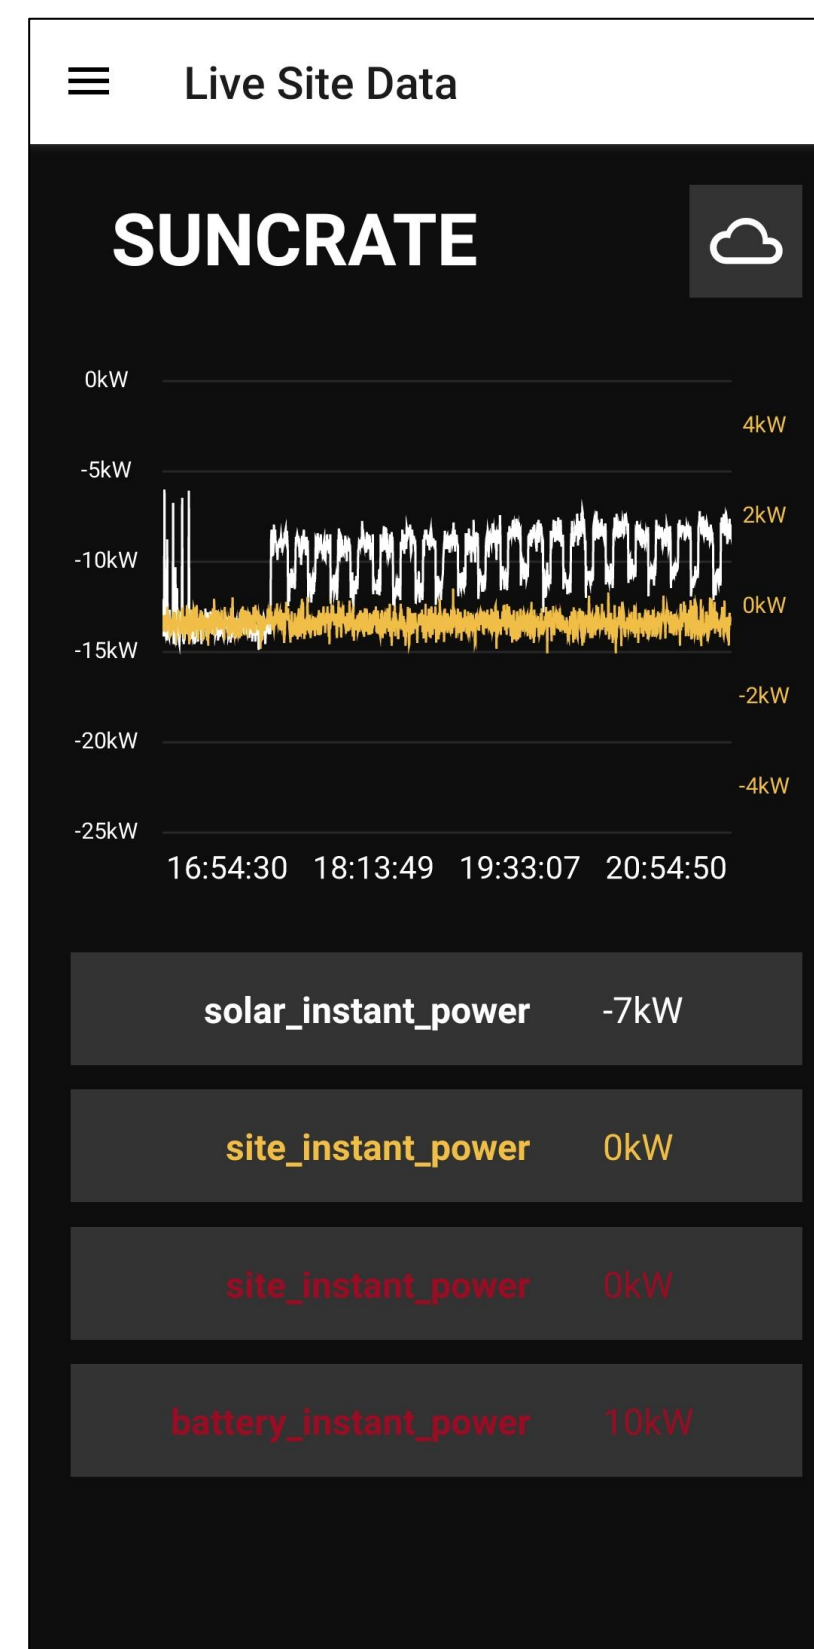 Live Site Data
SUNCRATE
0kW
4kW
-5kW
2kW
-10kW
0kW
-15kW
-2kW
-20kW
-4kW
-25kW
16:54:30 18:13:49 19:33:07 20:54:50
solar_instant_power -7kW
site_instant_power 0kW
site_instant_power 0kW
battery_instant_power 10kW